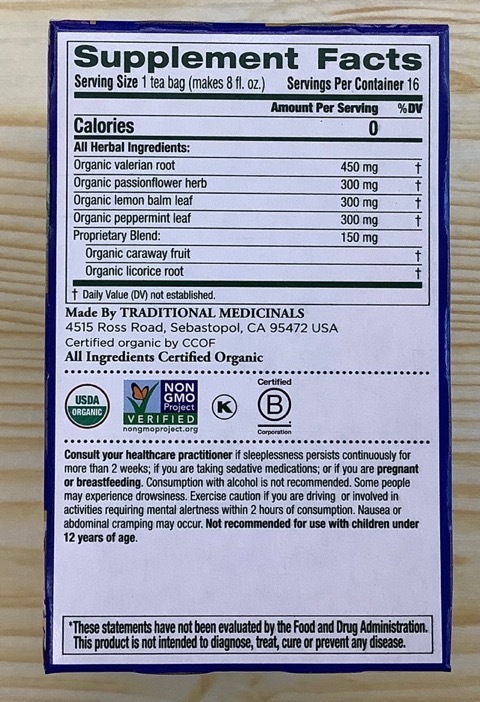 Supplement Facts
Serving Size 1 tea bag (makes 8 fl. oz.) Servings Per Container 16
Amount Per Serving %DV
Calories 0
All Herbal Ingredients:
Organic valerian root 450 mg †
Organic passionflower herb 300 mg †
Organic lemon balm leaf 300 mg †
Organic peppermint leaf 300 mg †
Proprietary Blend: 150 mg
Organic caraway fruit †
Organic licorice root †
† Daily Value (DV) not established.
Made By TRADITIONAL MEDICINALS
4515 Ross Road, Sebastopol, CA 95472 USA
Certified organic by CCOF
All Ingredients Certified Organic
USDA
ORGANIC
NON
GMO
Project
VERIFIED
nongmoproject.org
K
Certified
B
Corporation
Consult your healthcare practitioner if sleeplessness persists continuously for
more than 2 weeks; if you are taking sedative medications; or if you are pregnant
or breastfeeding. Consumption with alcohol is not recommended. Some people
may experience drowsiness. Exercise caution if you are driving or involved in
activities requiring mental alertness within 2 hours of consumption. Nausea or
abdominal cramping may occur. Not recommended for use with children under
12 years of age.
*These statements have not been evaluated by the Food and Drug Administration.
This product is not intended to diagnose, treat, cure or prevent any disease.